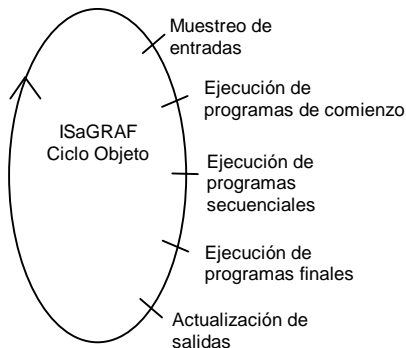 Muestreo de
entradas
Ejecución de
programas de comienzo
ISaGRAF
Ciclo Objeto
Ejecución de
programas
secuenciales
Ejecución de
programas finales
Actualización de
salidas